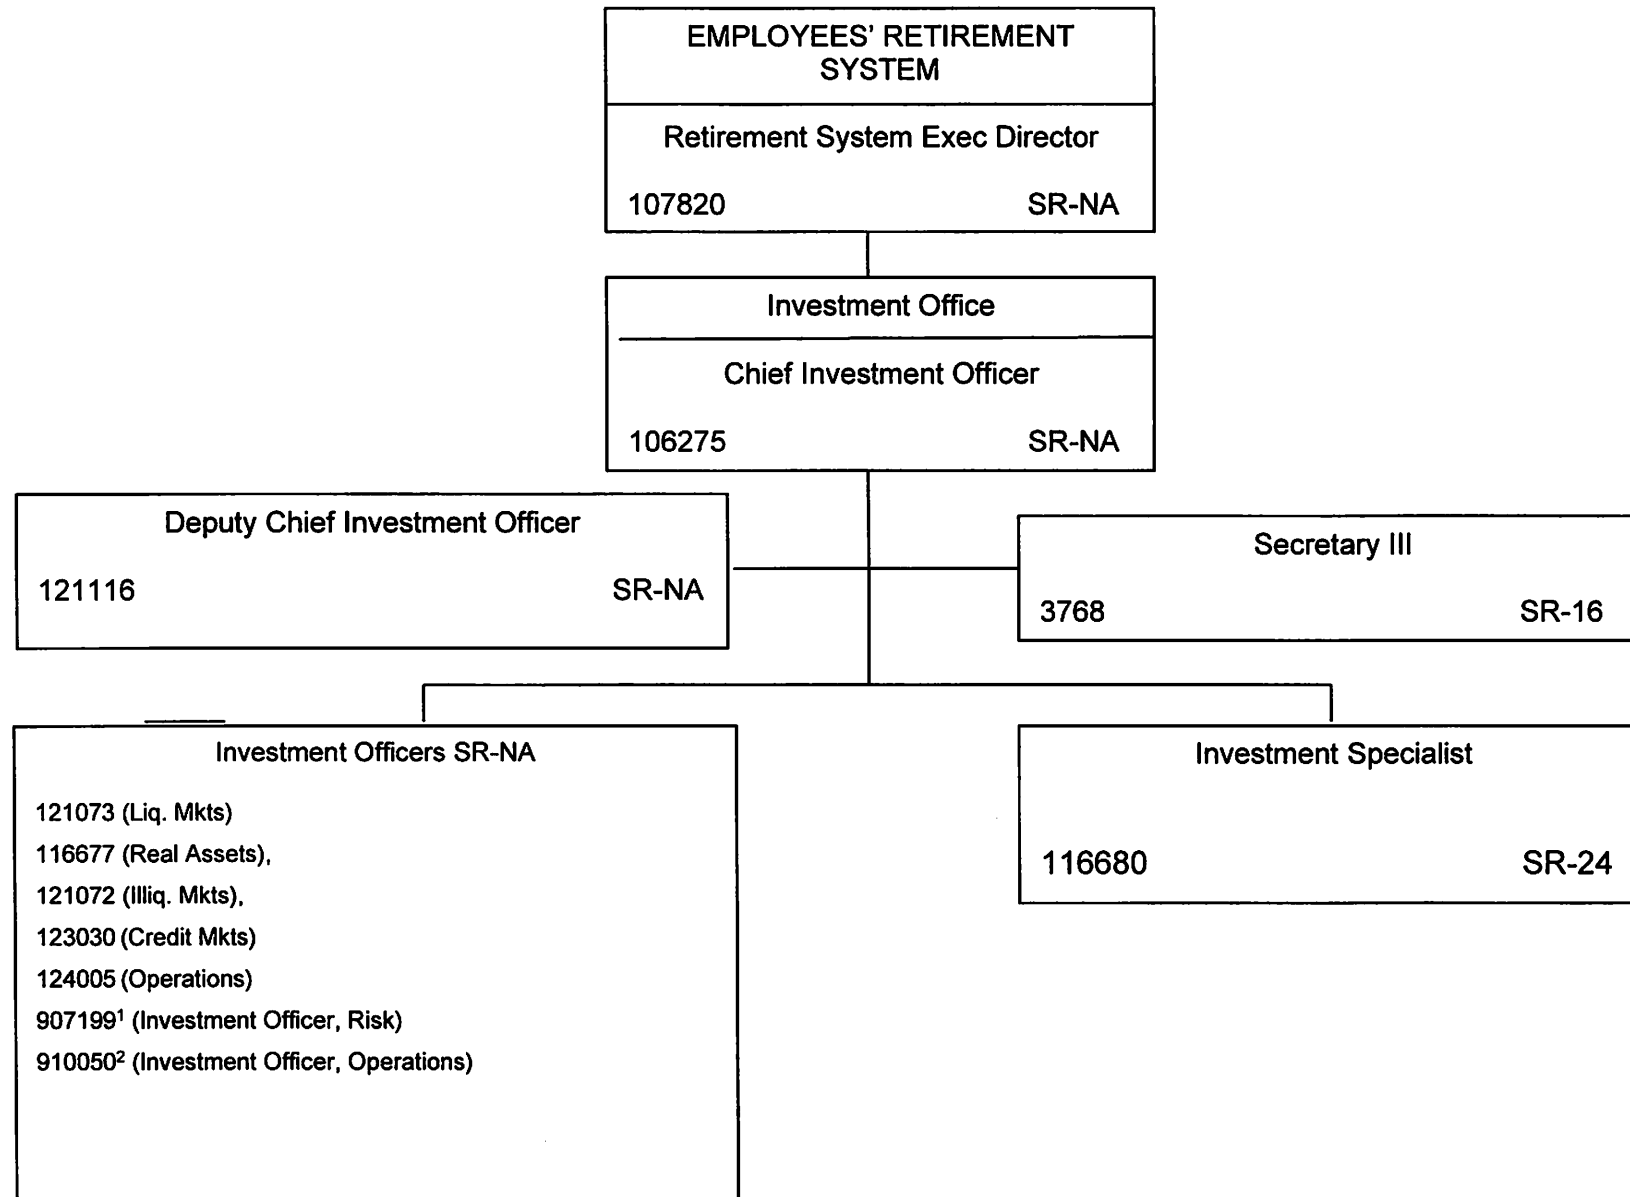 EMPLOYEES' RETIREMENT
SYSTEM
Retirement System Exec Director
107820 SR-NA
Investment Office
Chief Investment Officer
106275 SR-NA
Deputy Chief Investment Officer
121116 SR-NA
Secretary III
3768 SR-16
Investment Officers SR-NA
121073 (Liq. Mkts)
116677 (Real Assets),
121072 (Illiq. Mkts),
123030 (Credit Mkts)
124005 (Operations)
907199¹ (Investment Officer, Risk)
910050² (Investment Officer, Operations)
Investment Specialist
116680 SR-24